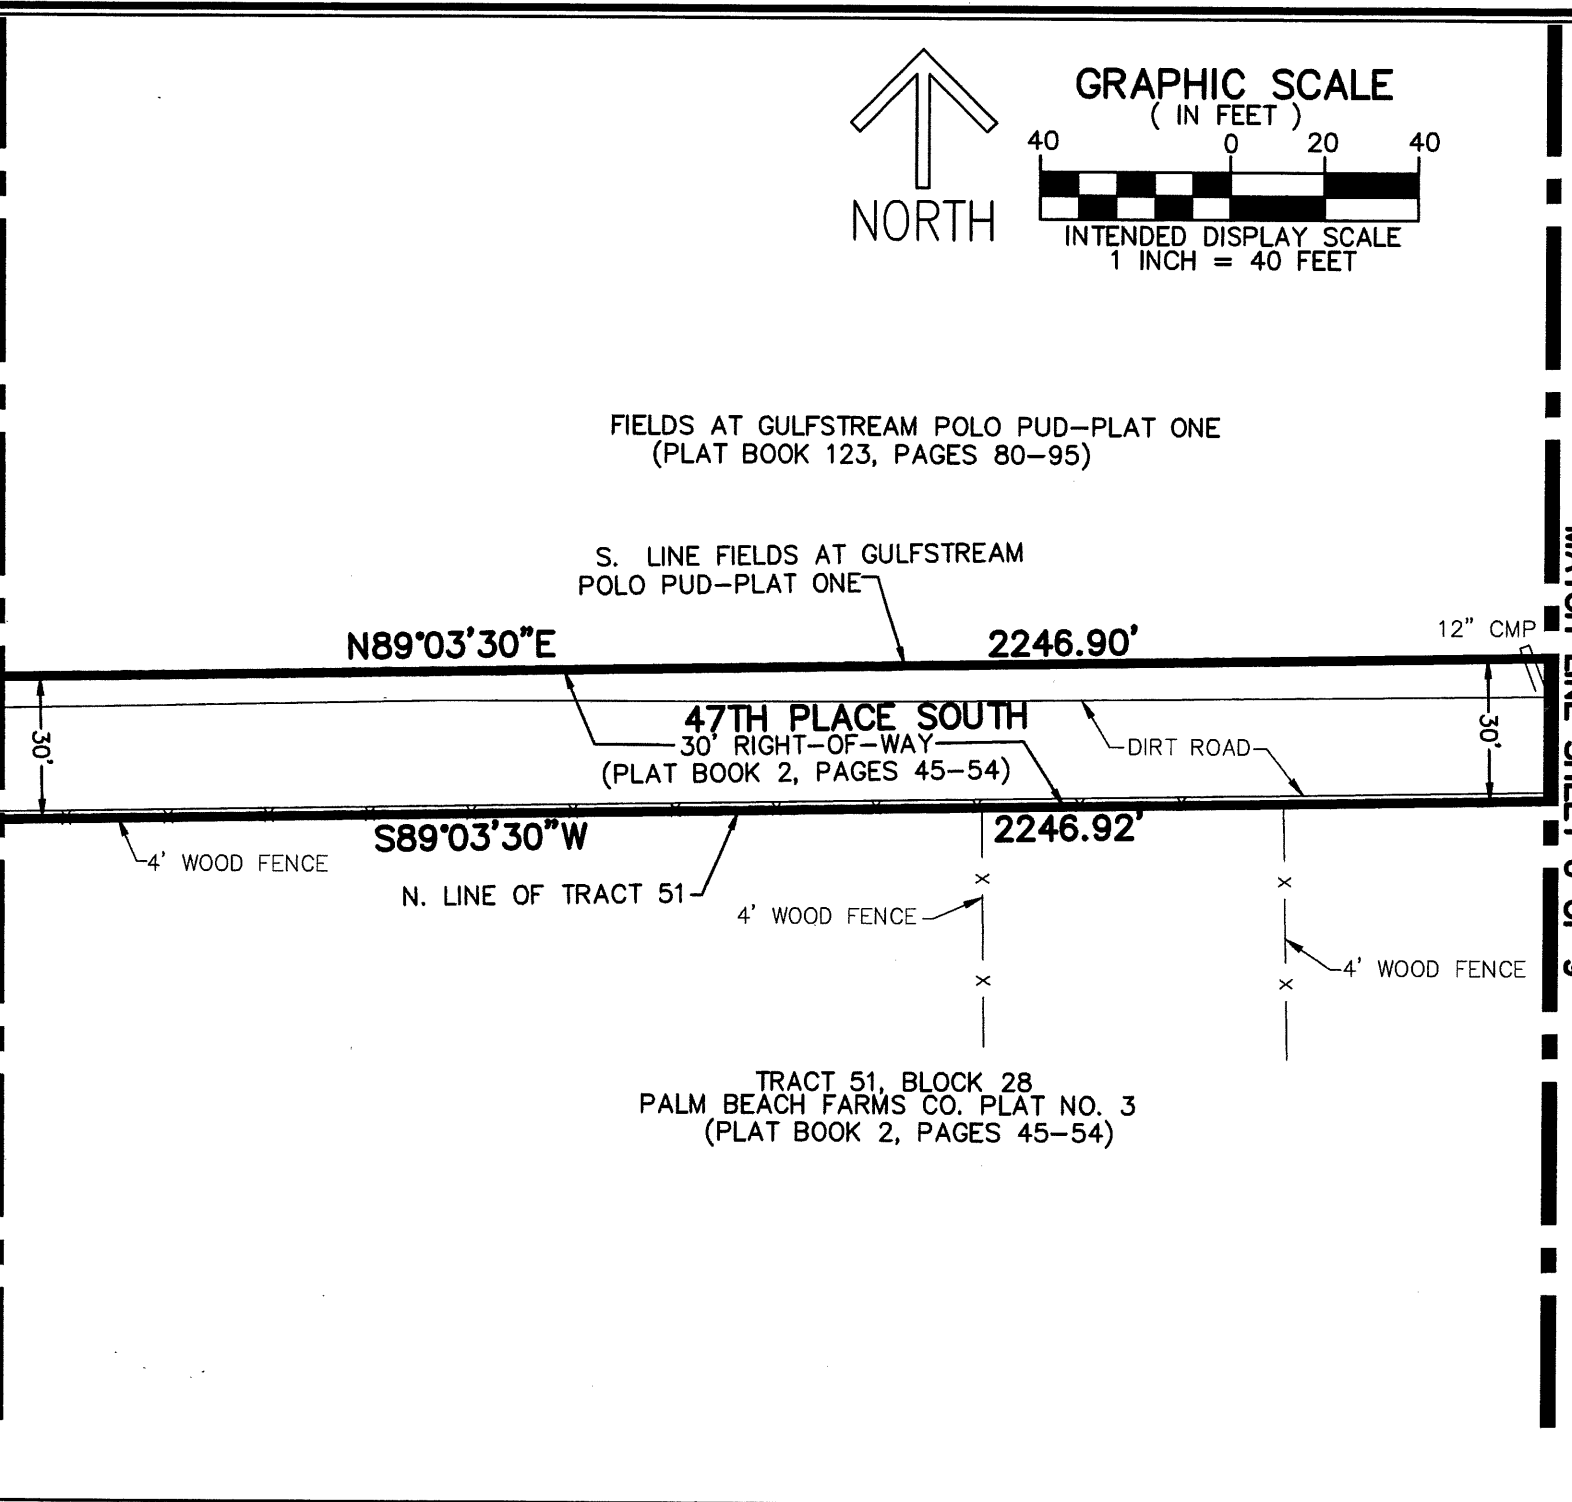 GRAPHIC SCALE
( IN FEET )
40 0 20 40
INTENDED DISPLAY SCALE
1 INCH = 40 FEET
NORTH
FIELDS AT GULFSTREAM POLO PUD-PLAT ONE
(PLAT BOOK 123, PAGES 80-95)
S. LINE FIELDS AT GULFSTREAM
POLO PUD-PLAT ONE
N89°03'30"E
2246.90'
12" CMP
30'
47TH PLACE SOUTH
30' RIGHT-OF-WAY
(PLAT BOOK 2, PAGES 45-54)
DIRT ROAD
30'
S89°03'30"W
2246.92'
4' WOOD FENCE
N. LINE OF TRACT 51
4' WOOD FENCE
4' WOOD FENCE
TRACT 51, BLOCK 28
PALM BEACH FARMS CO. PLAT NO. 3
(PLAT BOOK 2, PAGES 45-54)